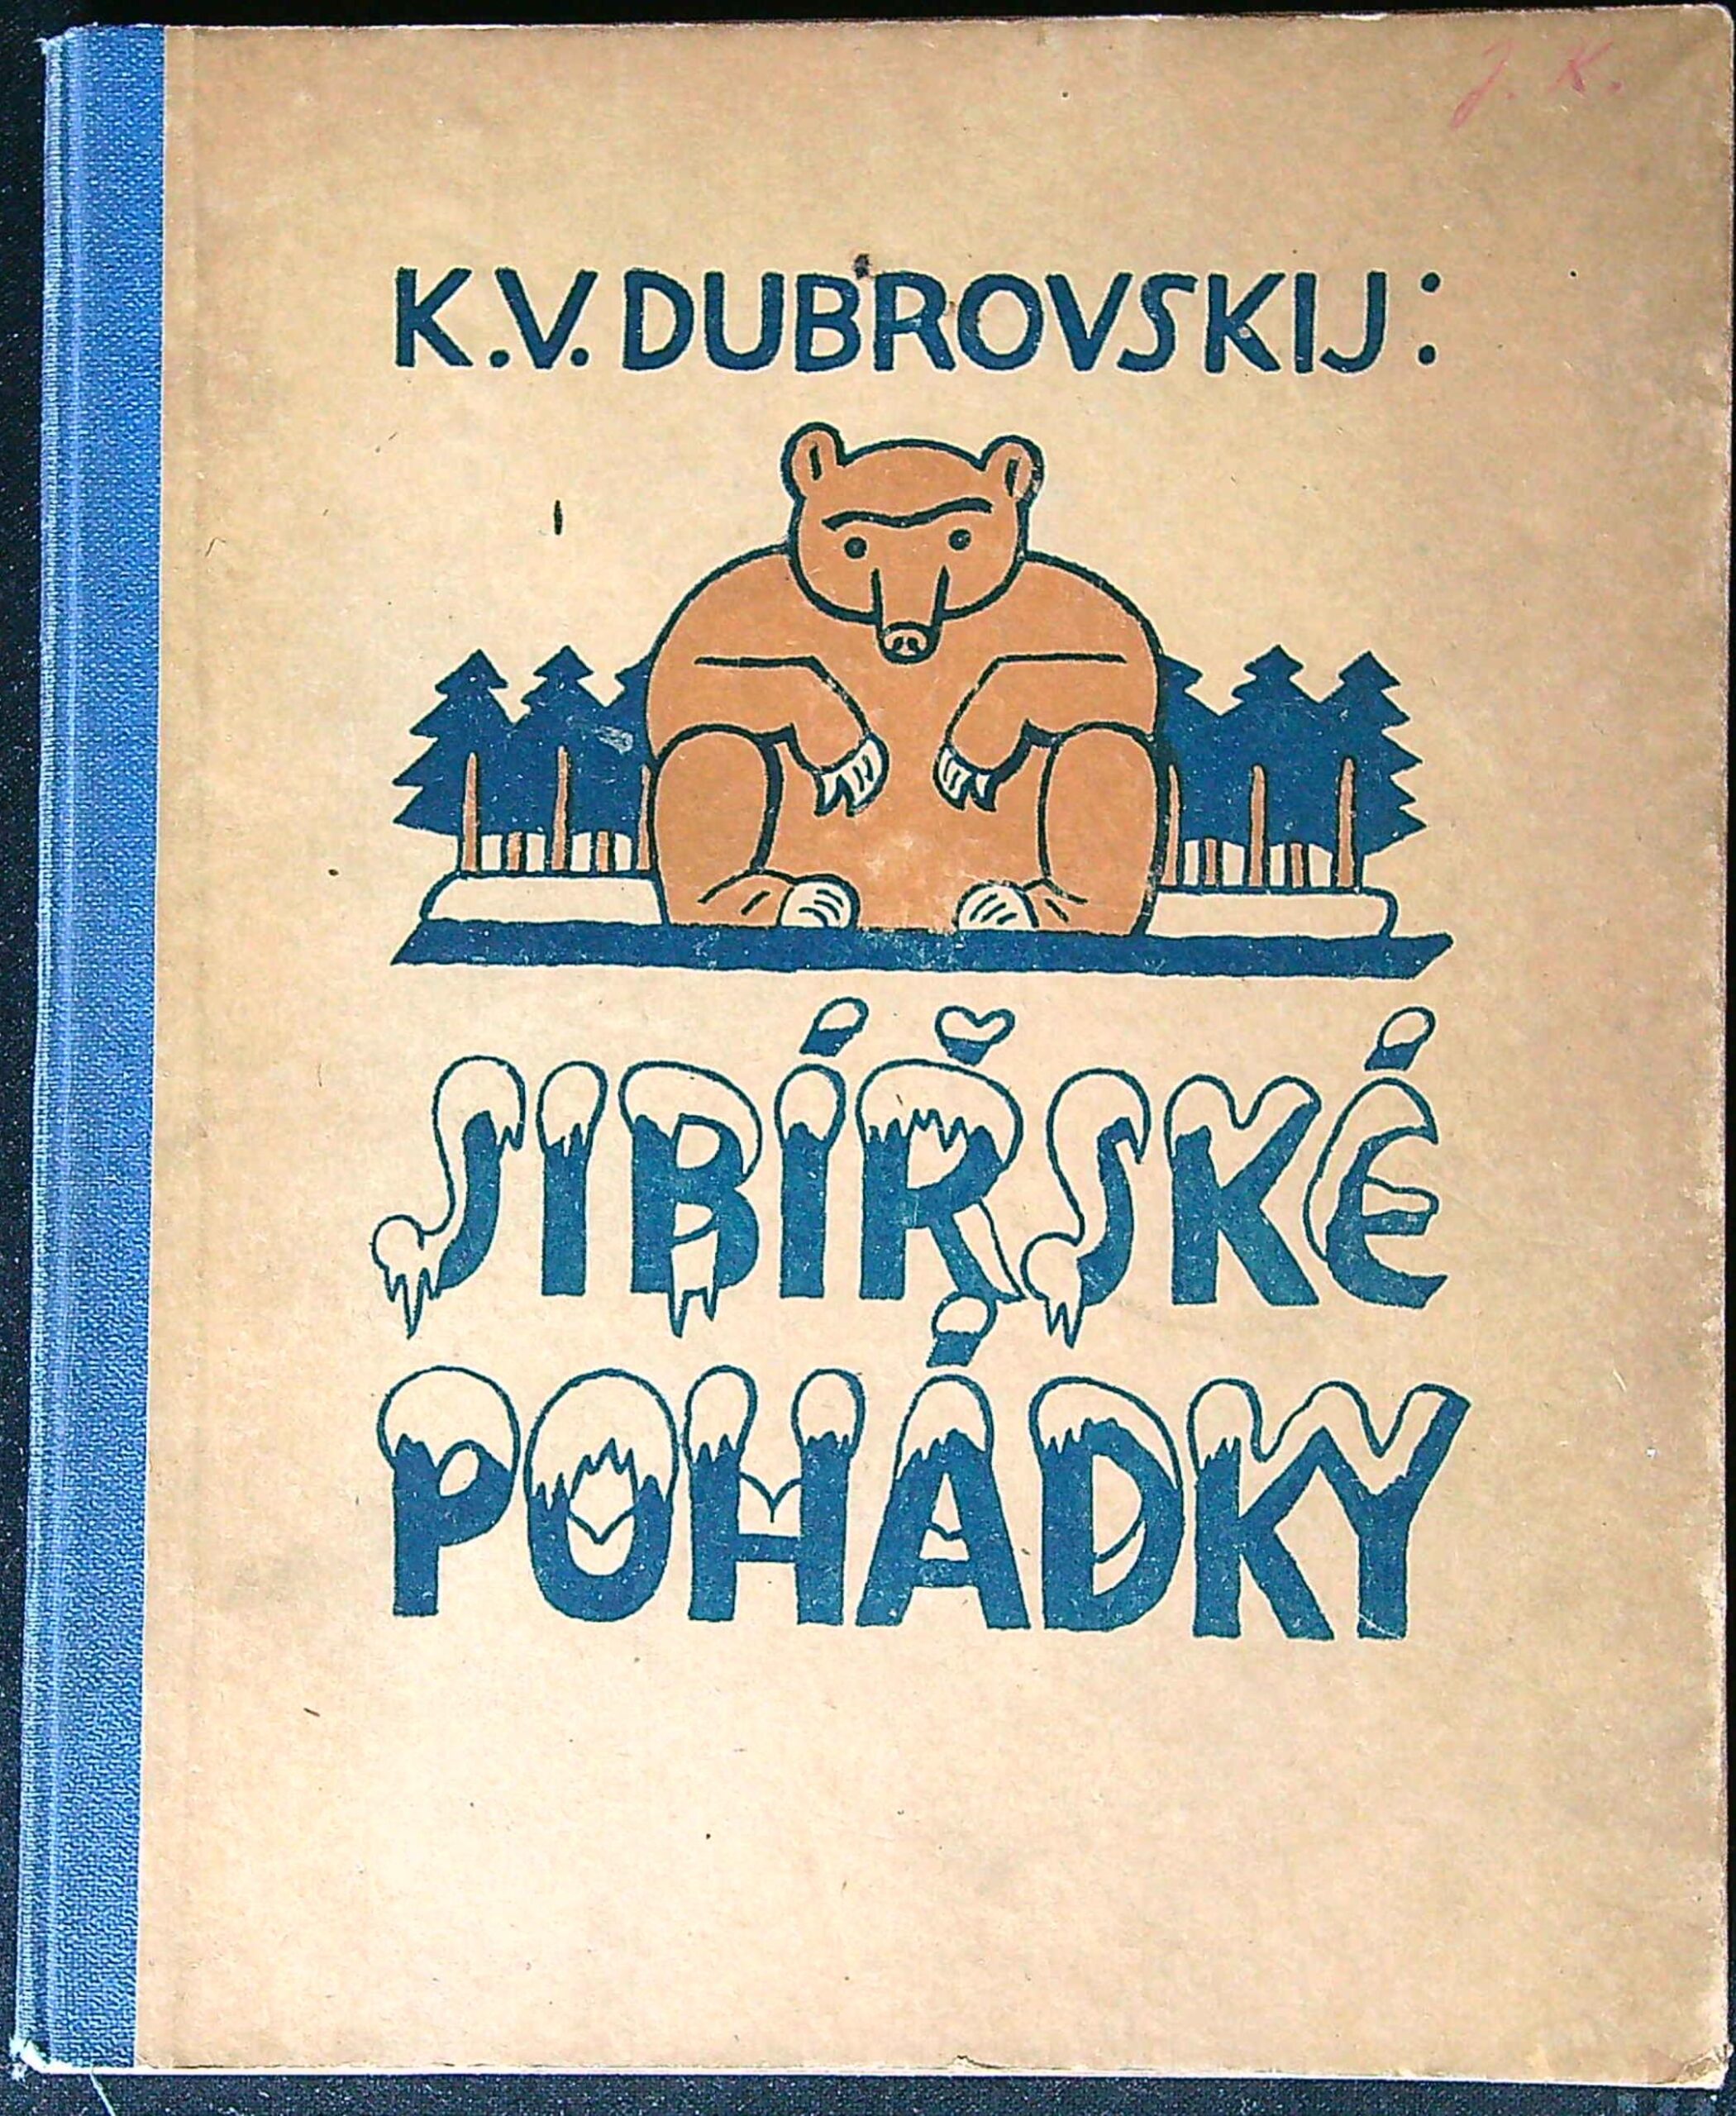 J. K.
K.V. DUBROVSKIJ:
SIBÍŘSKÉ
POHÁDKY